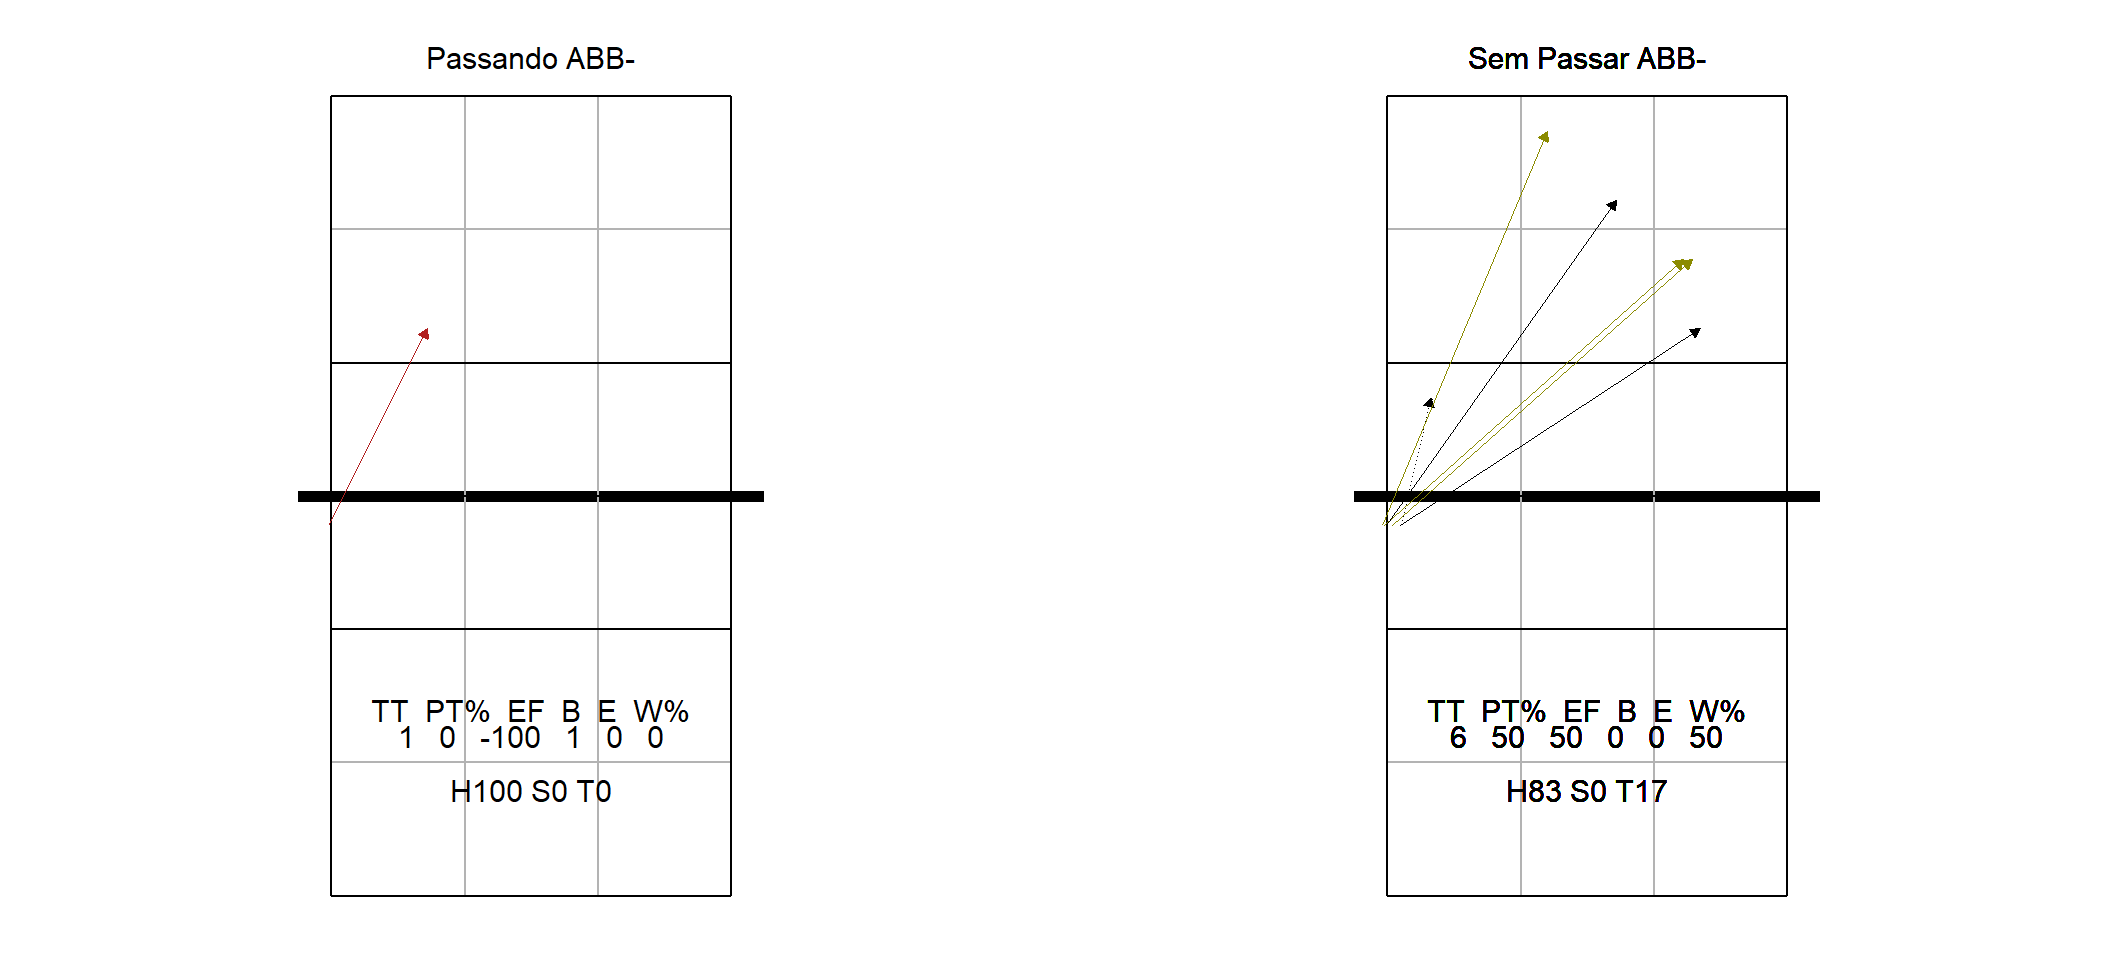 Passando ABB-
TT PT% EF B E W%
1 0 -100 1 0 0
H100 S0 T0
Sem Passar ABB-
TT PT% EF B E W%
6 50 50 0 0 50
H83 S0 T17